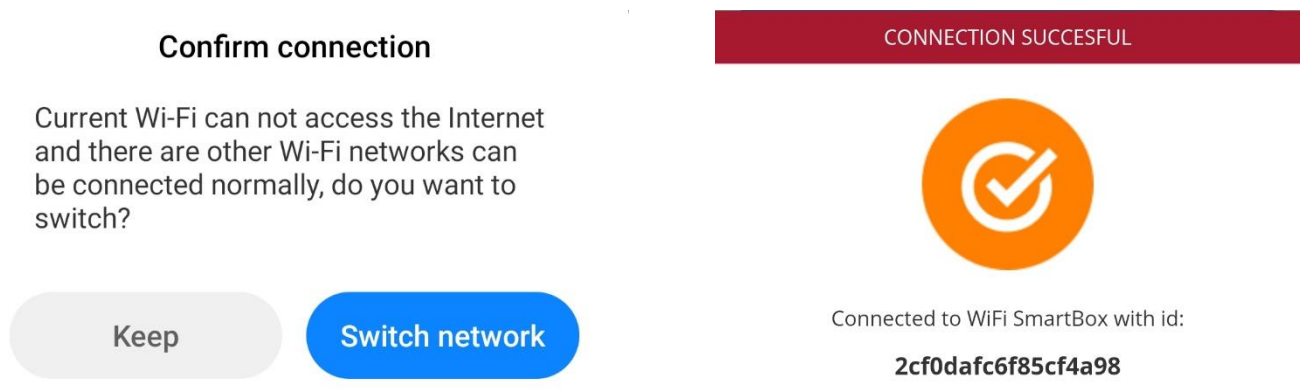 Confirm connection
Current Wi-Fi can not access the Internet
and there are other Wi-Fi networks can
be connected normally, do you want to
switch?
Keep
Switch network
CONNECTION SUCCESFUL
Connected to WiFi SmartBox with id:
2cf0dafc6f85cf4a98